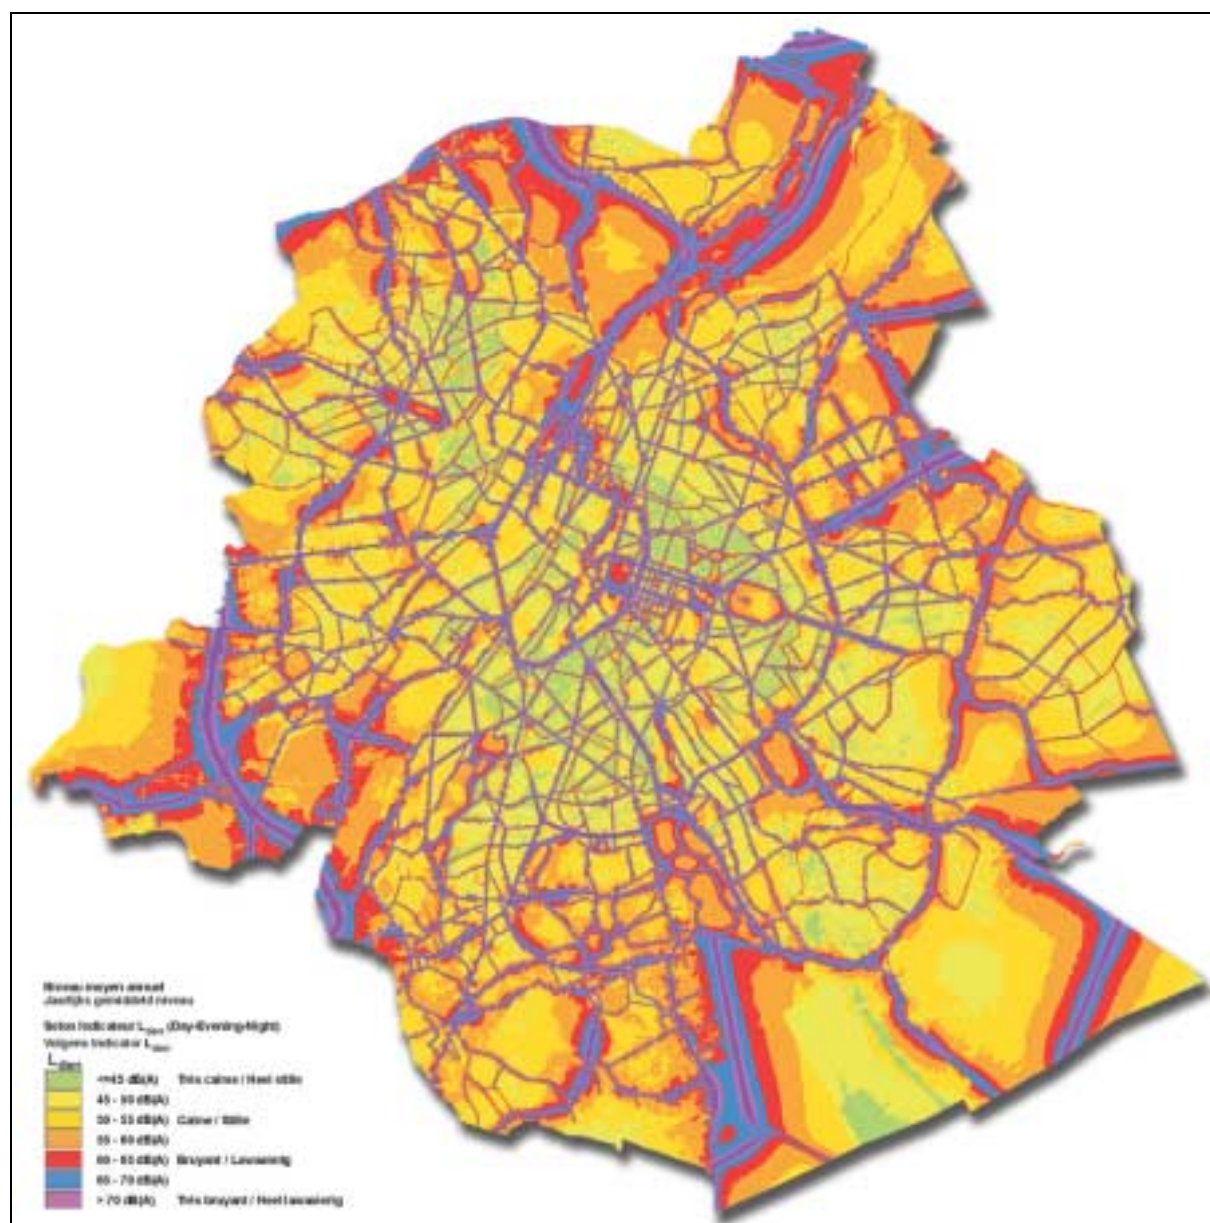 Niveau moyen annuel
Jaarlijks gemiddeld niveau
Selon Indicateur Lden (Day-Evening-Night)
Volgens Indicator Lden
Lden
<=45 dB(A) Très calme / Heel stille
45 - 50 dB(A)
50 - 55 dB(A) Calme / Stille
55 - 60 dB(A)
60 - 65 dB(A) Bruyant / Lawaaierig
65 - 70 dB(A)
> 70 dB(A) Très bruyant / Heel lawaaierig